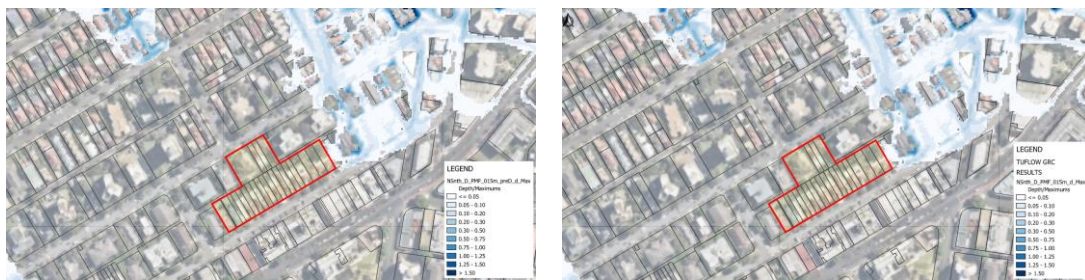 LEGEND
NSnth_D_PMF_015m_preD_d_Max
Depth/Maximums
<= 0.05
0.05 - 0.10
0.10 - 0.20
0.20 - 0.30
0.30 - 0.50
0.50 - 0.75
0.75 - 1.00
1.00 - 1.25
1.25 - 1.50
> 1.50
LEGEND
TUFLOW GRC
RESULTS
NSnth_D_PMF_015m_d_Max
Depth/Maximums
<= 0.05
0.05 - 0.10
0.10 - 0.20
0.20 - 0.30
0.30 - 0.50
0.50 - 0.75
0.75 - 1.00
1.00 - 1.25
1.25 - 1.50
> 1.50